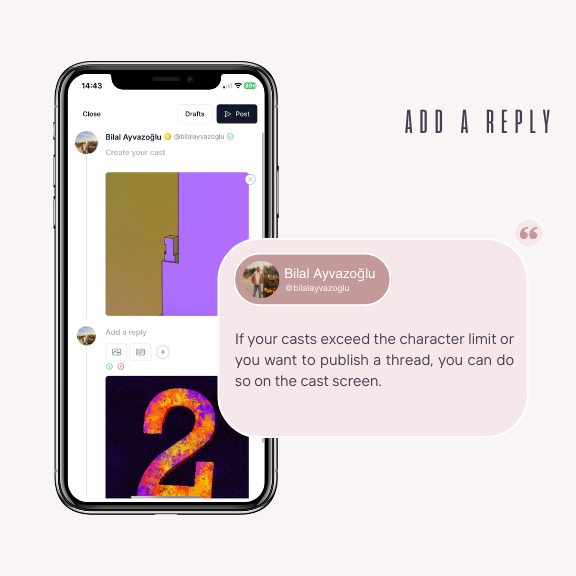 14:43
Close
Drafts
Post
Bilal Ayvazoğlu @bilalayvazoglu
Create your cast
ADD A REPLY
Bilal Ayvazoğlu
@bilalayvazoglu
If your casts exceed the character limit or
you want to publish a thread, you can do
so on the cast screen.
Add a reply
2